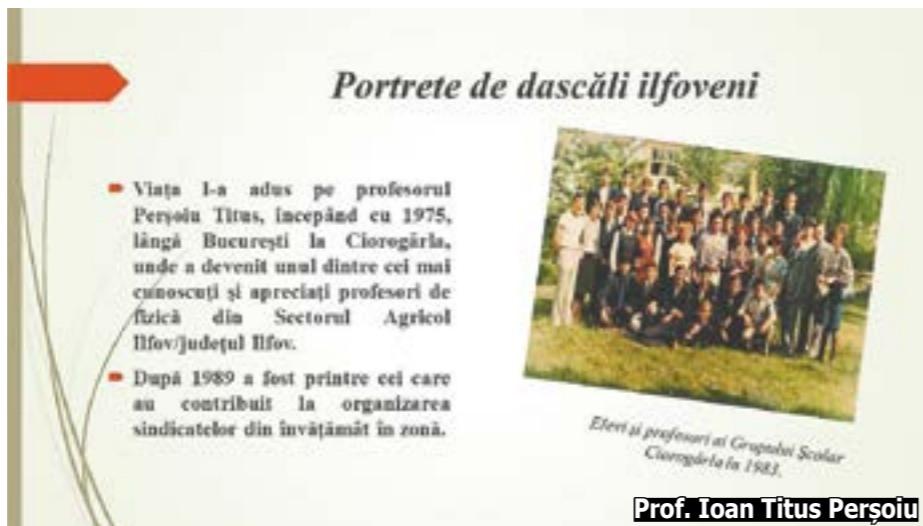 Portrete de dascăli ilfoveni
Viața l-a adus pe profesorul
Perșoiu Titus, începând cu 1975,
lângă București la Ciorogârla,
unde a devenit unul dintre cei mai
cunoscuți și apreciați profesori de
fizică din Sectorul Agricol
Ilfov/județul Ilfov.
După 1989 a fost printre cei care
au contribuit la organizarea
sindicatelor din învățămât în zonă.
Elevi și profesori ai Grupului Școlar
Ciorogârla în 1983.
Prof. Ioan Titus Perșoiu